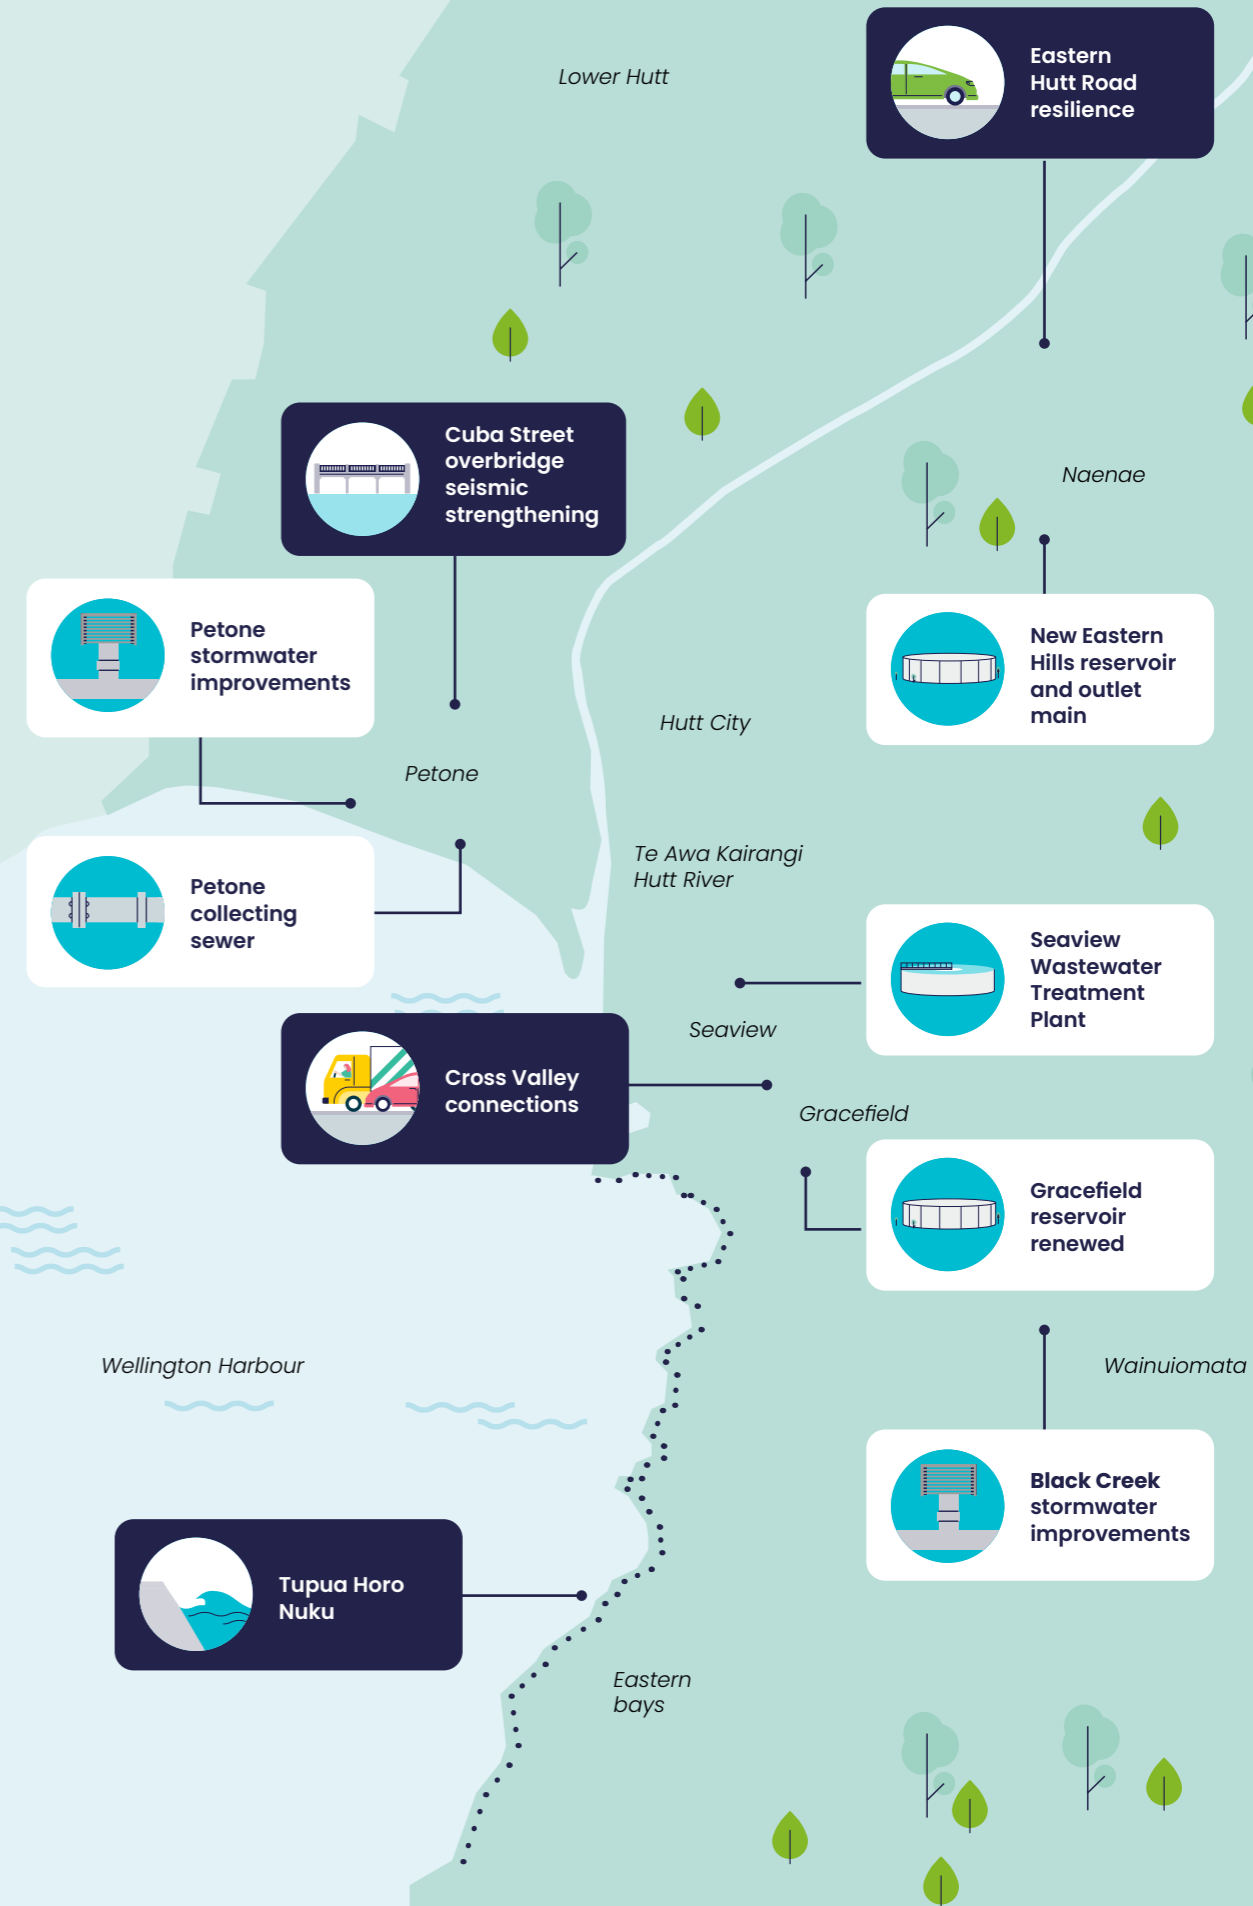 Lower Hutt
Eastern
Hutt Road
resilience
Cuba Street
overbridge
seismic
strengthening
Naenae
Petone
stormwater
improvements
New Eastern
Hills reservoir
and outlet
main
Hutt City
Petone
Te Awa Kairangi
Hutt River
Petone
collecting
sewer
Seaview
Wastewater
Treatment
Plant
Seaview
Cross Valley
connections
Gracefield
Gracefield
reservoir
renewed
Wellington Harbour
Wainuiomata
Black Creek
stormwater
improvements
Tupua Horo
Nuku
Eastern
bays